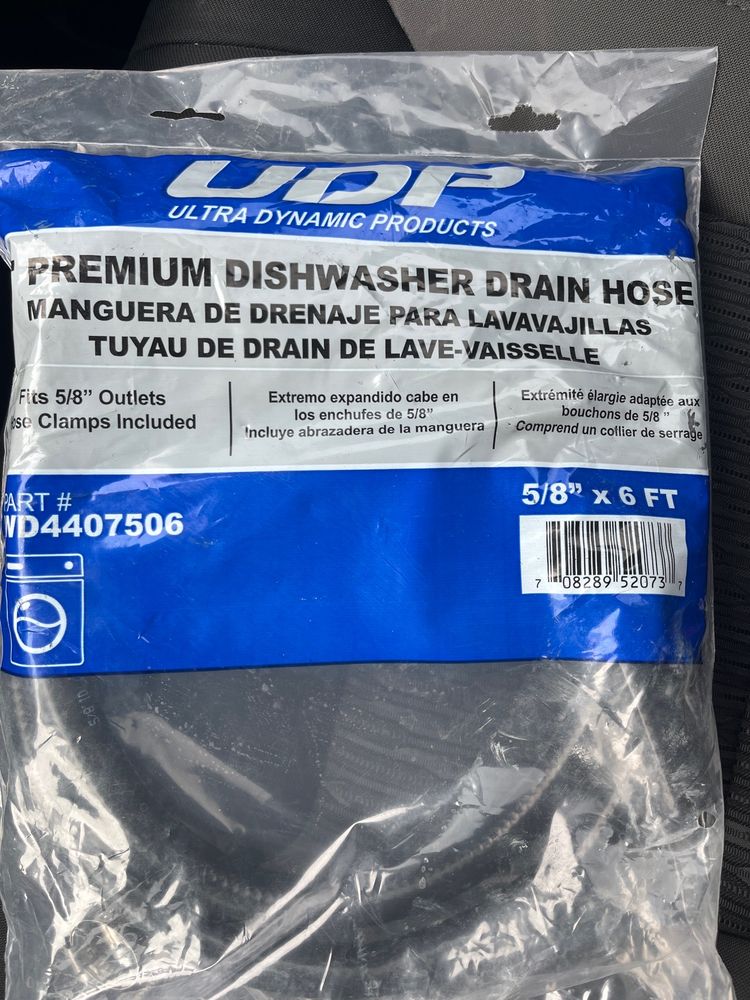 UDP
ULTRA DYNAMIC PRODUCTS
PREMIUM DISHWASHER DRAIN HOSE
MANGUERA DE DRENAJE PARA LAVAVAJILLAS
TUYAU DE DRAIN DE LAVE-VAISSELLE
Fits 5/8" Outlets
Clamps Included
Extremo expandido cabe en
los enchufes de 5/8"
Incluye abrazadera de la manguera
Extrémité élargie adaptée aux
bouchons de 5/8 "
Comprend un collier de serrage
PART #
WD4407506
5/8" x 6 FT
7 08289 52073 7